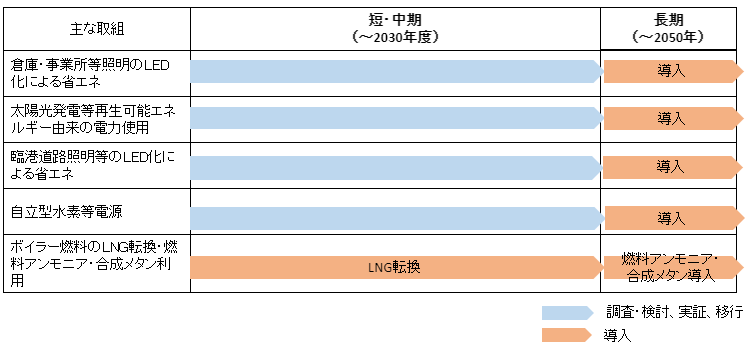 主な取組
短・中期
（～2030年度）
長期
（～2050年）
倉庫・事業所等照明のLED
化による省エネ
導入
太陽光発電等再生可能エネ
ルギー由来の電力使用
導入
臨港道路照明等のLED化に
よる省エネ
導入
自立型水素等電源
導入
ボイラー燃料のLNG転換・燃
料アンモニア・合成メタン利
用
LNG転換
燃料アンモニア・
合成メタン導入
調査・検討、実証、移行
導入